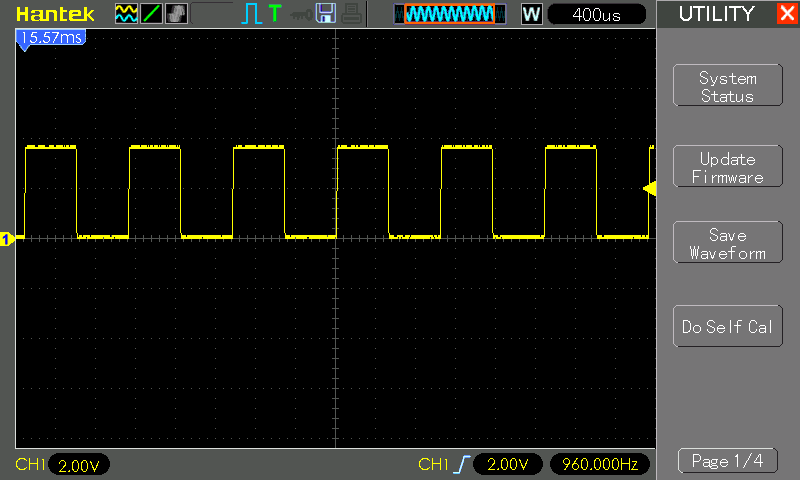 Hantek
T
W
400us
UTILITY
X
15.57ms
System
Status
Update
Firmware
1
Save
Waveform
Do Self Cal
CH1 2.00V
CH1 2.00V 960.000Hz
Page 1/4